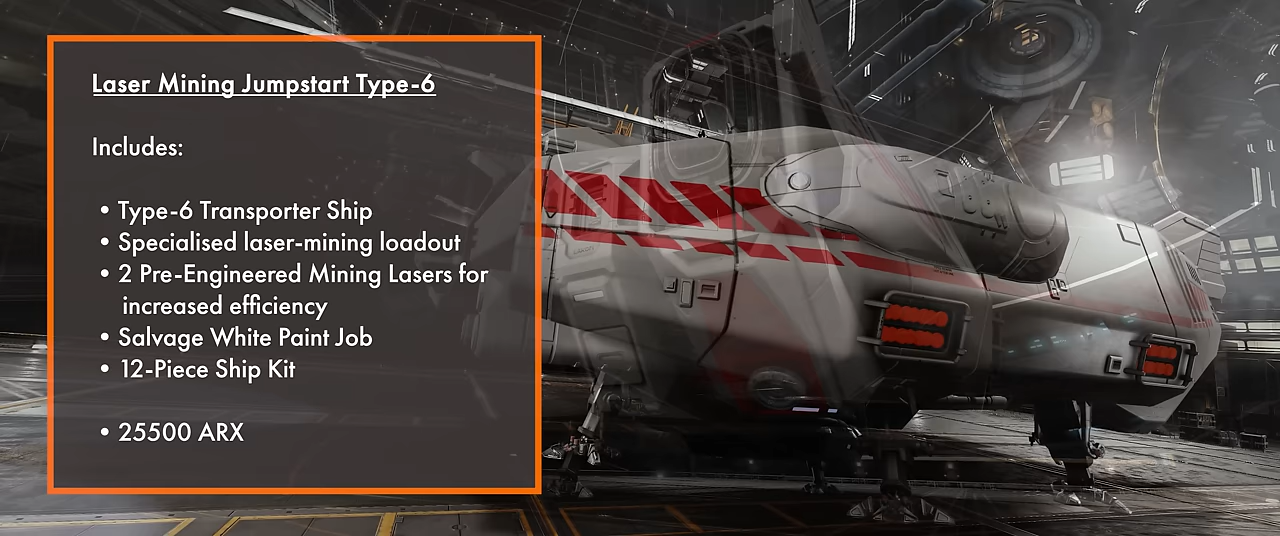 Laser Mining Jumpstart Type-6
Includes:
• Type-6 Transporter Ship
• Specialised laser-mining loadout
• 2 Pre-Engineered Mining Lasers for
increased efficiency
• Salvage White Paint Job
• 12-Piece Ship Kit
• 25500 ARX